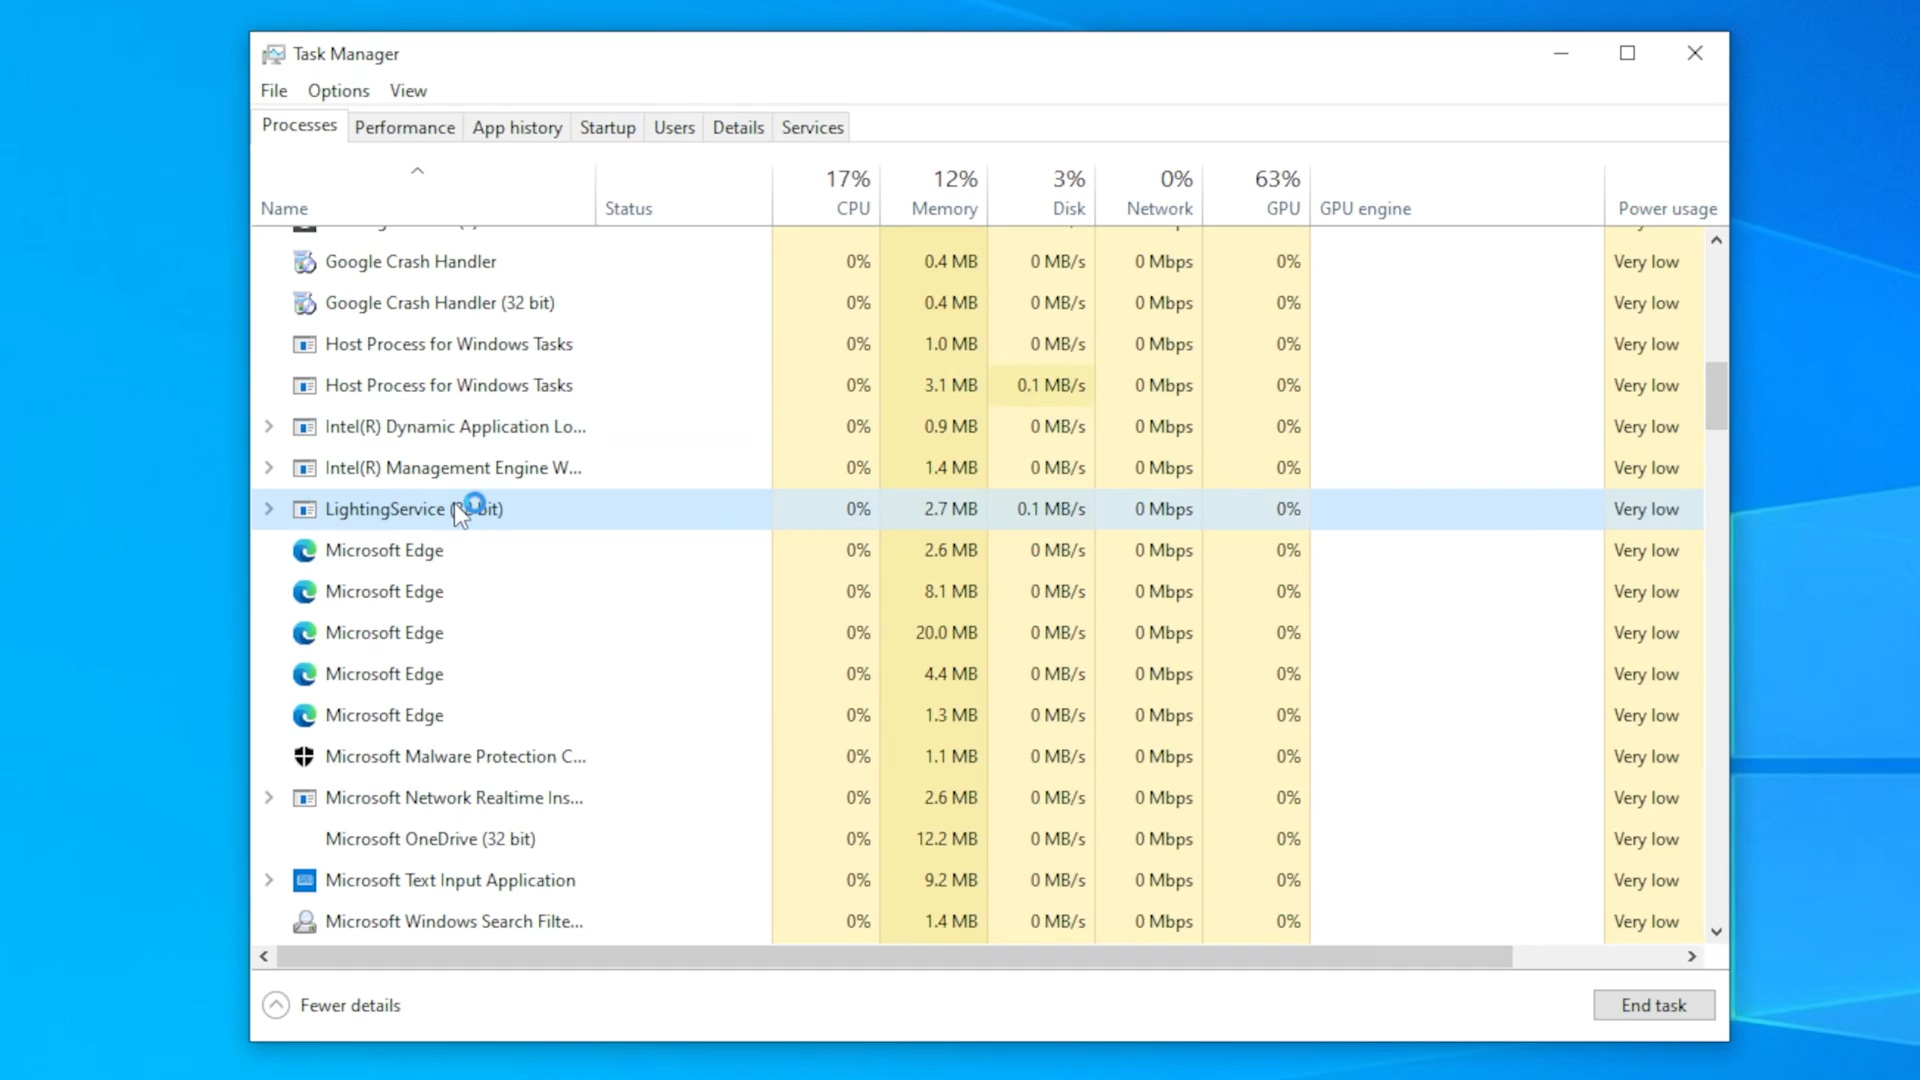 Task Manager
File Options View
Processes Performance App history Startup Users Details Services
17% 12% 3% 0% 63%
Name Status CPU Memory Disk Network GPU GPU engine Power usage
Google Crash Handler 0% 0.4 MB 0 MB/s 0 Mbps 0% Very low
Google Crash Handler (32 bit) 0% 0.4 MB 0 MB/s 0 Mbps 0% Very low
Host Process for Windows Tasks 0% 1.0 MB 0 MB/s 0 Mbps 0% Very low
Host Process for Windows Tasks 0% 3.1 MB 0.1 MB/s 0 Mbps 0% Very low
Intel(R) Dynamic Application Lo... 0% 0.9 MB 0 MB/s 0 Mbps 0% Very low
Intel(R) Management Engine W... 0% 1.4 MB 0 MB/s 0 Mbps 0% Very low
LightingService bit) 0% 2.7 MB 0.1 MB/s 0 Mbps 0% Very low
Microsoft Edge 0% 2.6 MB 0 MB/s 0 Mbps 0% Very low
Microsoft Edge 0% 8.1 MB 0 MB/s 0 Mbps 0% Very low
Microsoft Edge 0% 20.0 MB 0 MB/s 0 Mbps 0% Very low
Microsoft Edge 0% 4.4 MB 0 MB/s 0 Mbps 0% Very low
Microsoft Edge 0% 1.3 MB 0 MB/s 0 Mbps 0% Very low
Microsoft Malware Protection C... 0% 1.1 MB 0 MB/s 0 Mbps 0% Very low
Microsoft Network Realtime Ins... 0% 2.6 MB 0 MB/s 0 Mbps 0% Very low
Microsoft OneDrive (32 bit) 0% 12.2 MB 0 MB/s 0 Mbps 0% Very low
Microsoft Text Input Application 0% 9.2 MB 0 MB/s 0 Mbps 0% Very low
Microsoft Windows Search Filte... 0% 1.4 MB 0 MB/s 0 Mbps 0% Very low
Fewer details End task